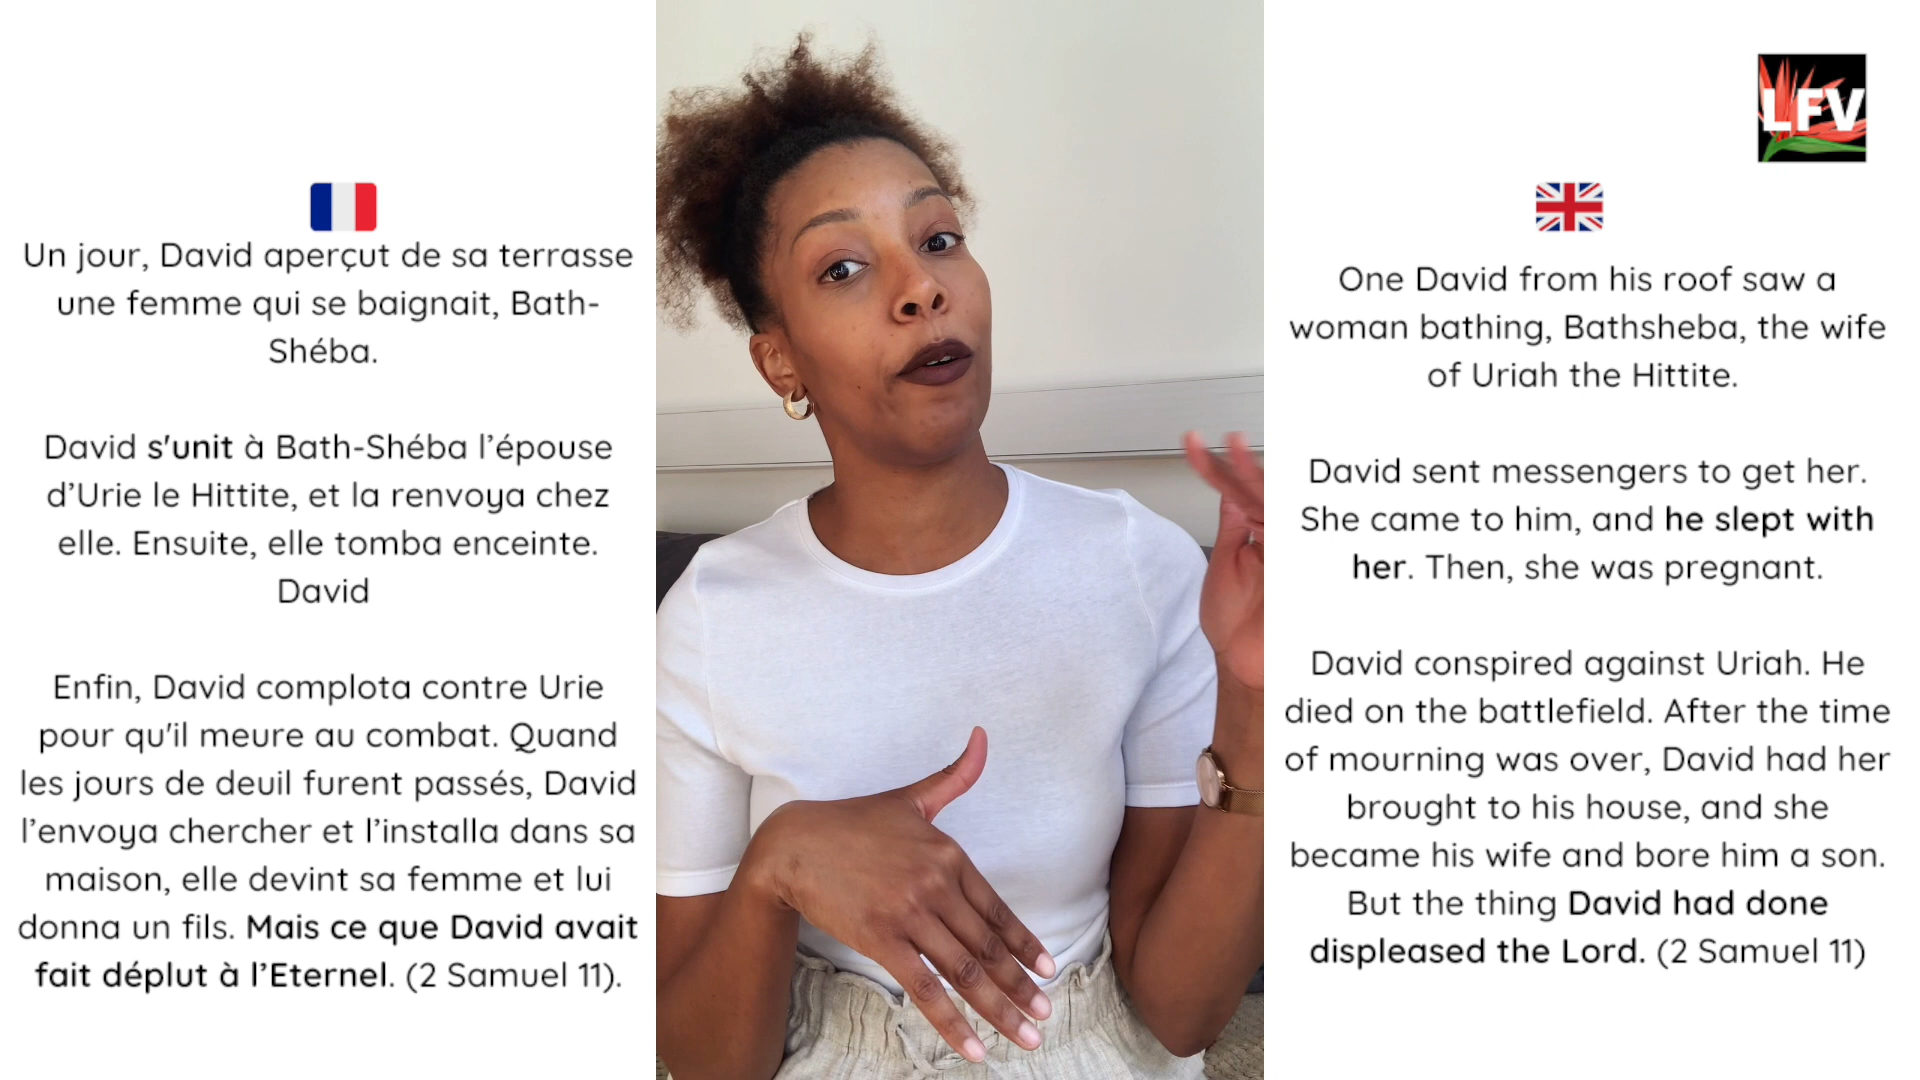 Un jour, David aperçut de sa terrasse
une femme qui se baignait, Bath-
Shéba.
David s'unit à Bath-Shéba l’épouse
d’Urie le Hittite, et la renvoya chez
elle. Ensuite, elle tomba enceinte.
David
Enfin, David complota contre Urie
pour qu'il meure au combat. Quand
les jours de deuil furent passés, David
l’envoya chercher et l’installa dans sa
maison, elle devint sa femme et lui
donna un fils. Mais ce que David avait
fait déplut à l’Eternel. (2 Samuel 11).
LFV
One David from his roof saw a
woman bathing, Bathsheba, the wife
of Uriah the Hittite.
David sent messengers to get her.
She came to him, and he slept with
her. Then, she was pregnant.
David conspired against Uriah. He
died on the battlefield. After the time
of mourning was over, David had her
brought to his house, and she
became his wife and bore him a son.
But the thing David had done
displeased the Lord. (2 Samuel 11)